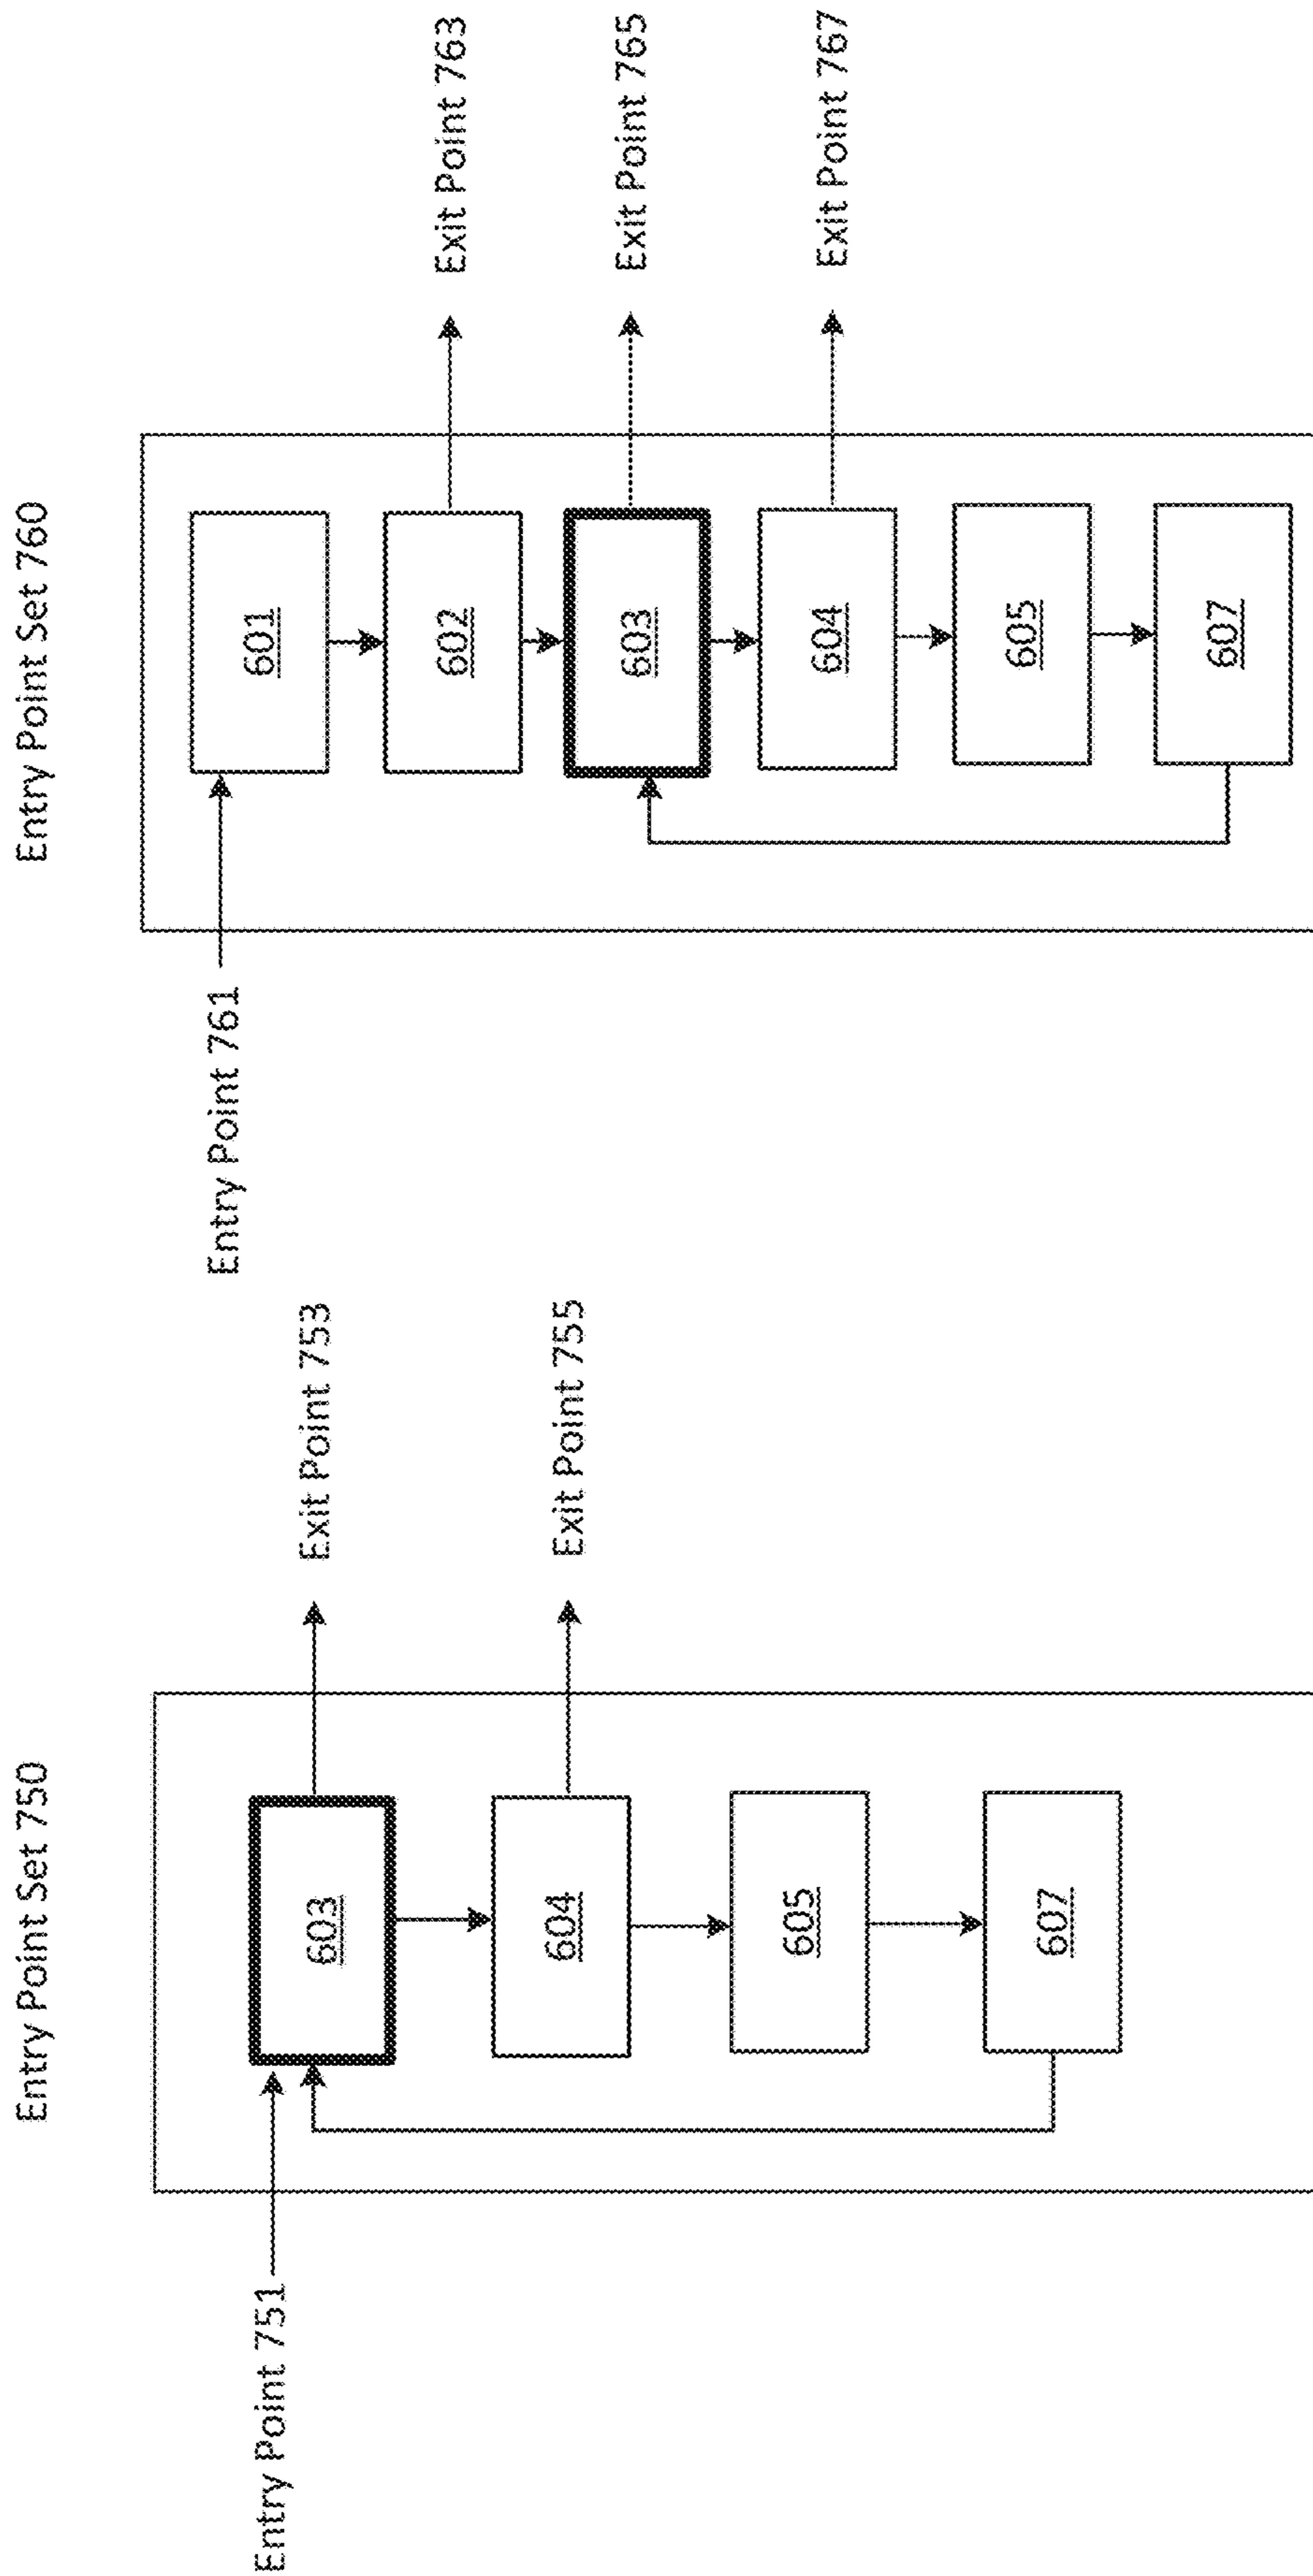 Entry Point Set 750
Entry Point 751
603
Exit Point 753
604
Exit Point 755
605
607
Entry Point Set 760
Entry Point 761
601
602
Exit Point 763
603
Exit Point 765
604
Exit Point 767
605
607